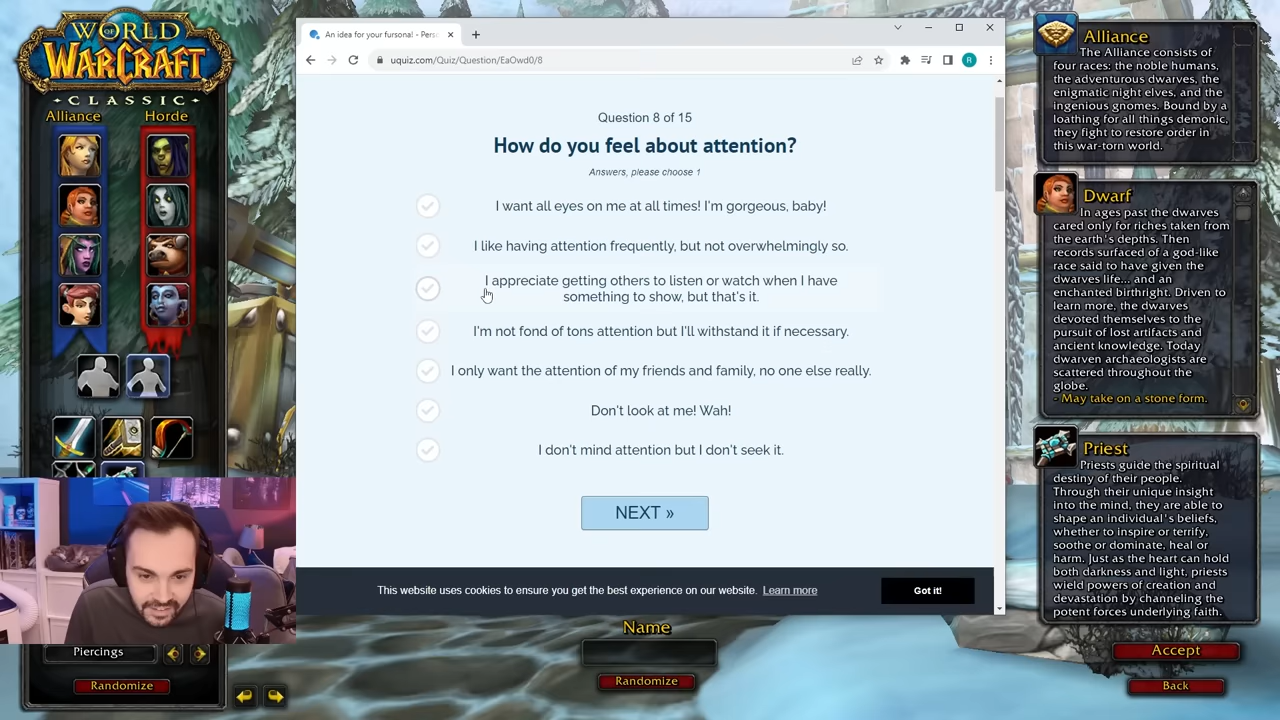 WORLD
OF
WARCRAFT
CLASSIC
Alliance
Horde
Piercings
Randomize
An idea for your fursona! - Pers
uquiz.com/Quiz/Question/EaOwd0/8
R
Question 8 of 15
How do you feel about attention?
Answers, please choose 1
I want all eyes on me at all times! I'm gorgeous, baby!
I like having attention frequently, but not overwhelmingly so.
I appreciate getting others to listen or watch when I have
something to show, but that's it.
I'm not fond of tons attention but I'll withstand it if necessary.
I only want the attention of my friends and family, no one else really.
Don't look at me! Wah!
I don't mind attention but I don't seek it.
NEXT »
This website uses cookies to ensure you get the best experience on our website. Learn more
Got it!
Name
Randomize
Alliance
The Alliance consists of
four races: the noble humans,
the adventurous dwarves, the
enigmatic night elves, and the
ingenious gnomes. Bound by a
loathing for all things demonic,
they fight to restore order in
this war-torn world.
Dwarf
In ages past the dwarves
cared only for riches taken from
the earth's depths. Then
records surfaced of a god-like
race said to have given the
dwarves life... and an
enchanted birthright. Driven to
learn more, the dwarves
devoted themselves to the
pursuit of lost artifacts and
ancient knowledge. Today
dwarven archaeologists are
scattered throughout the
globe.
- May take on a stone form.
Priest
Priests guide the spiritual
destiny of their people.
Through their unique insight
into the mind, they are able to
shape an individual's beliefs,
whether to inspire or terrify,
soothe or dominate, heal or
harm. Just as the heart can hold
both darkness and light, priests
wield powers of creation and
devastation by channeling the
potent forces underlying faith.
Accept
Back